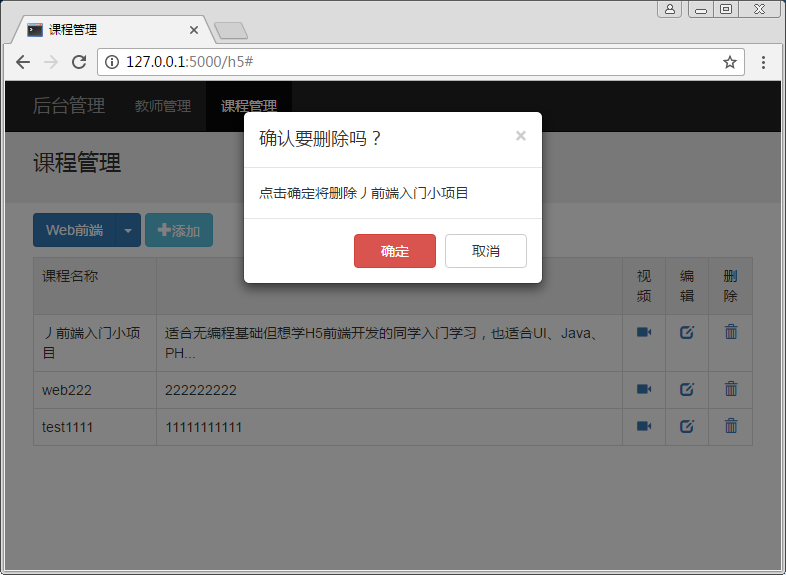 课程管理
127.0.0.1:5000/h5#
后台管理 教师管理 课程管理
确认要删除吗？ ×
课程管理
点击确定将删除丿前端入门小项目
Web前端 添加
确定 取消
课程名称 视频 编辑 删除
丿前端入门小项目 适合无编程基础但想学H5前端开发的同学入门学习，也适合UI、Java、
PH...
web222 222222222
test1111 11111111111